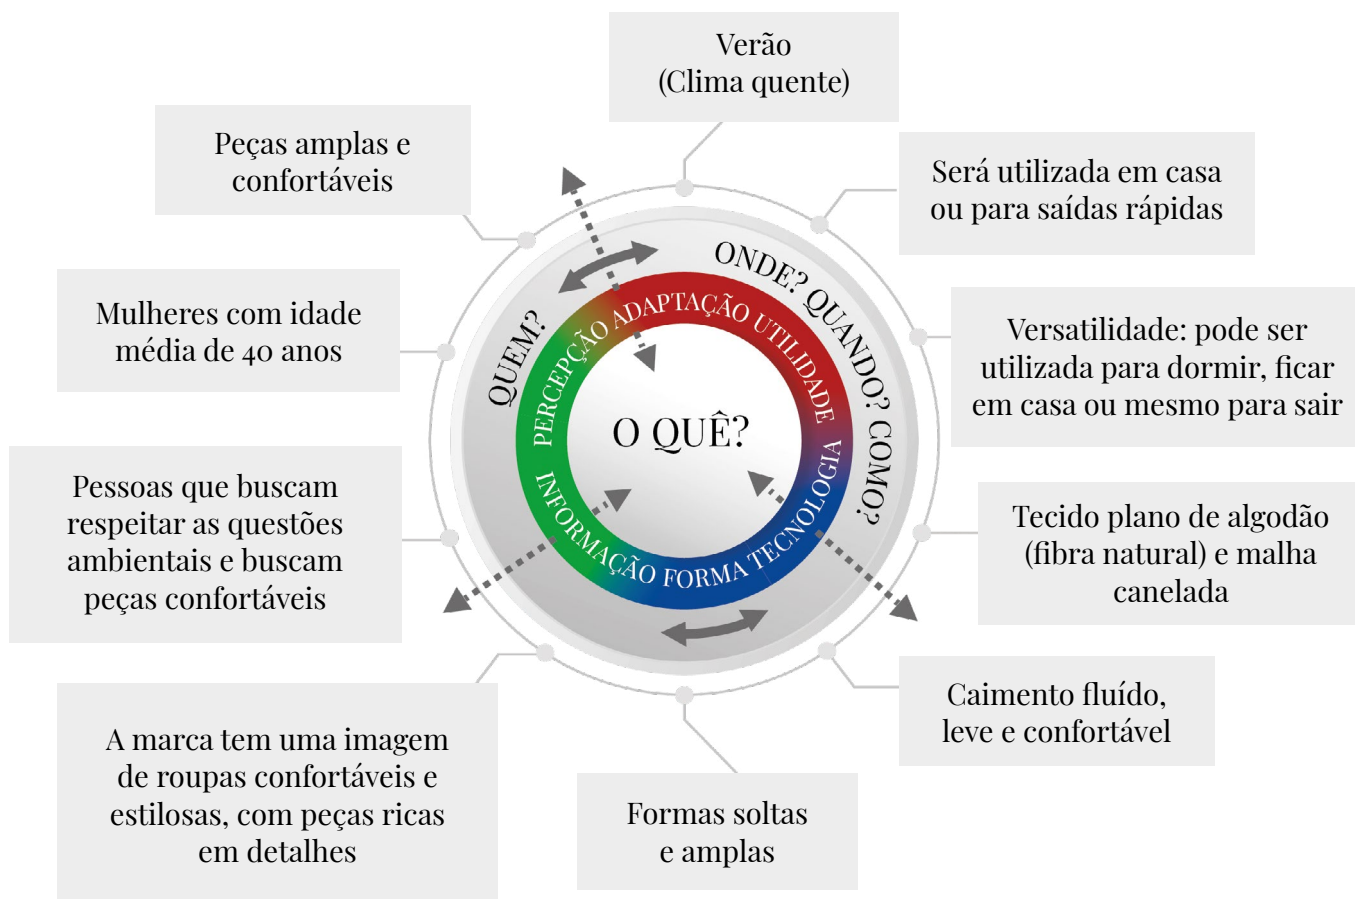 Verão
(Clima quente)
Peças amplas e
confortáveis
Será utilizada em casa
ou para saídas rápidas
Mulheres com idade
média de 40 anos
Versatilidade: pode ser
utilizada para dormir, ficar
em casa ou mesmo para sair
Pessoas que buscam
respeitar as questões
ambientais e buscam
peças confortáveis
Tecido plano de algodão
(fibra natural) e malha
canelada
A marca tem uma imagem
de roupas confortáveis e
estilosas, com peças ricas
em detalhes
Caimento fluído,
leve e confortável
Formas soltas
e amplas
QUEM?
ONDE? QUANDO? COMO?
PERCEPÇÃO ADAPTAÇÃO UTILIDADE
INFORMAÇÃO FORMA TECNOLOGIA
O QUÊ?